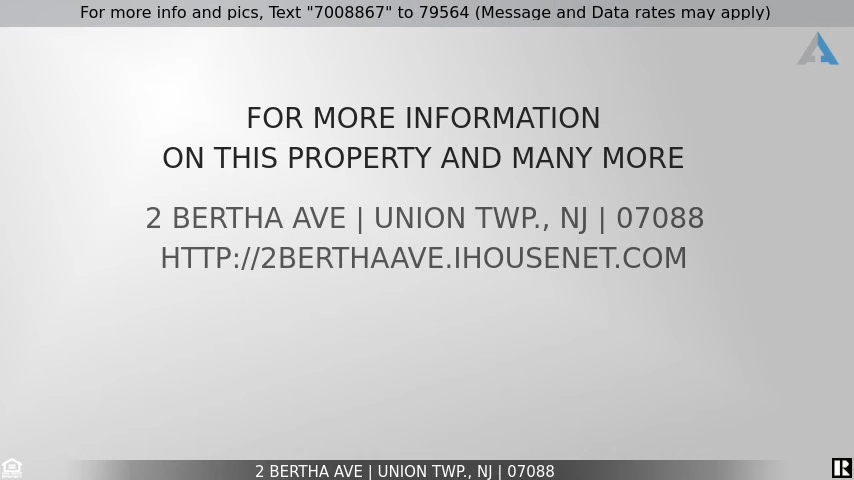 For more info and pics, Text "7008867" to 79564 (Message and Data rates may apply)
FOR MORE INFORMATION
ON THIS PROPERTY AND MANY MORE
2 BERTHA AVE | UNION TWP., NJ | 07088
HTTP://2BERTHAAVE.IHOUSENET.COM
2 BERTHA AVE | UNION TWP., NJ | 07088